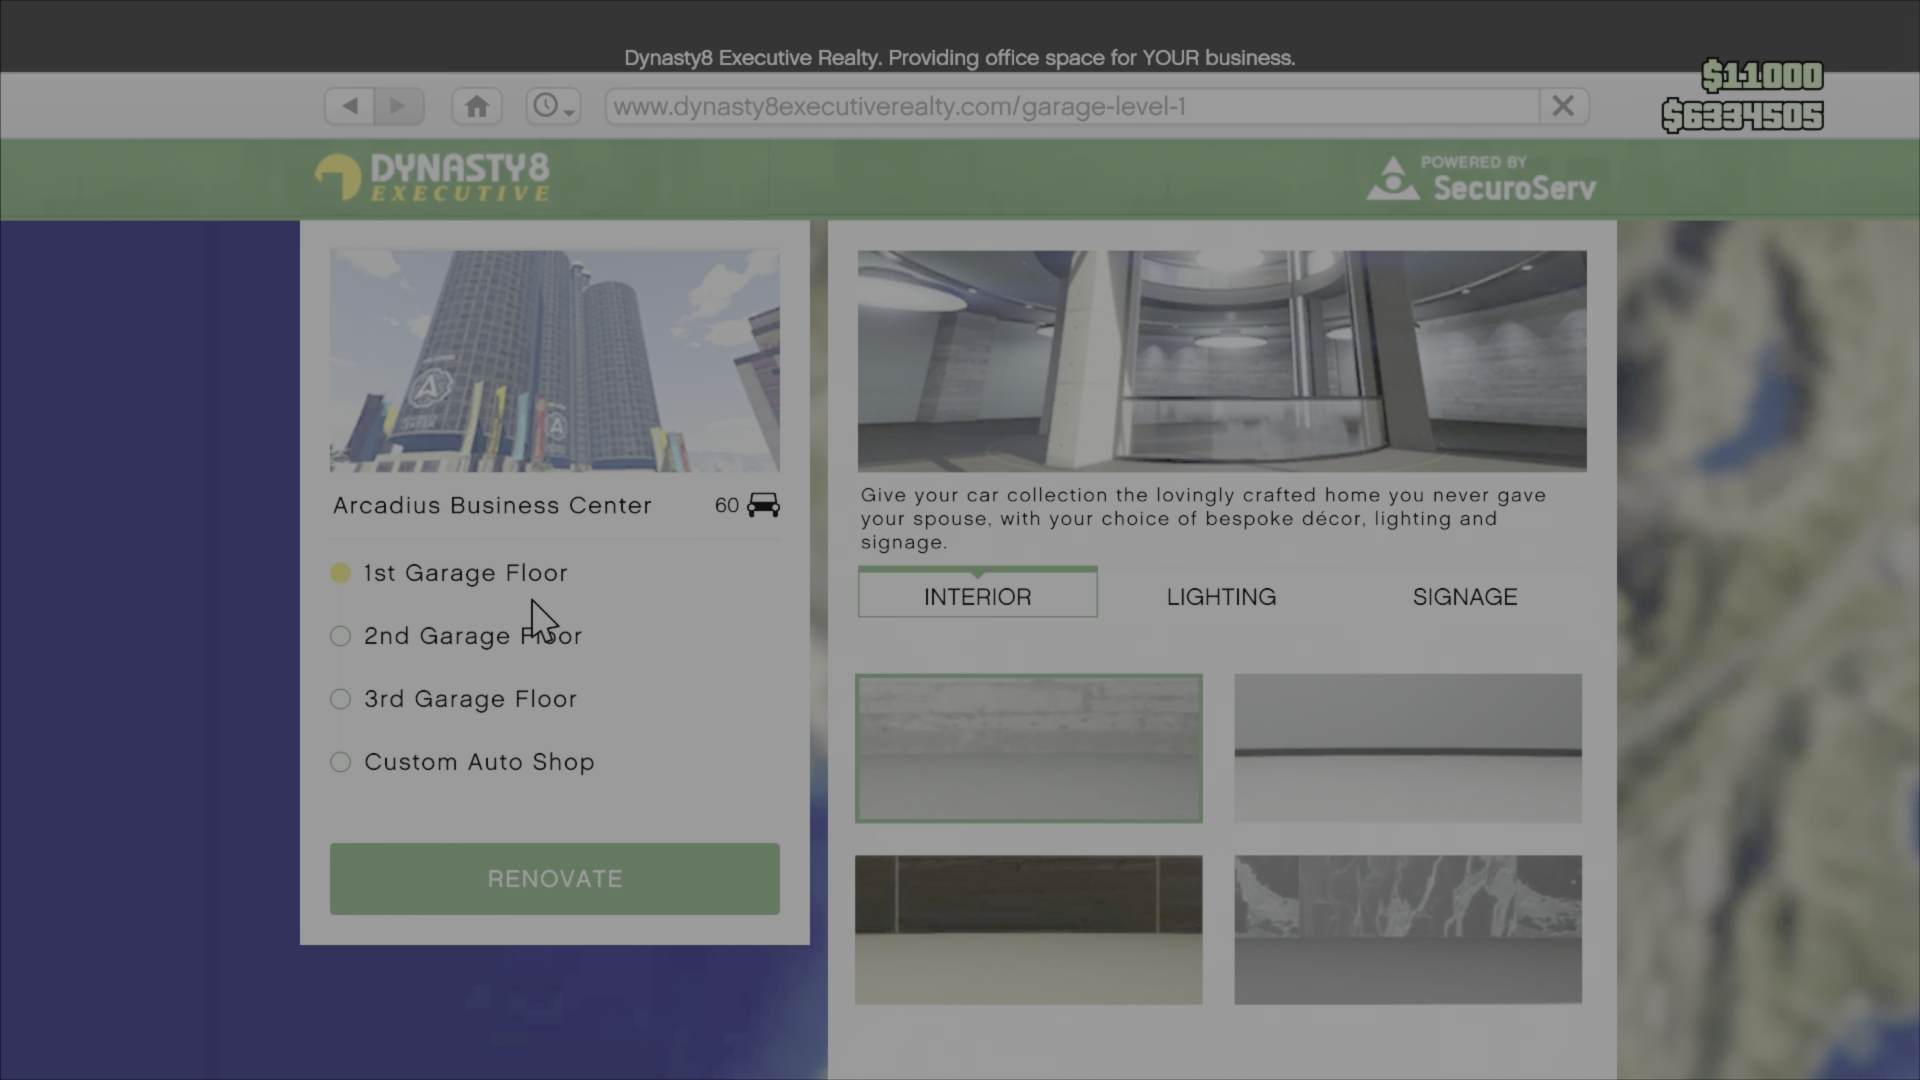 Dynasty8 Executive Realty. Providing office space for YOUR business.
$11000
www.dynasty8executiverealty.com/garage-level-1
$6334505
DYNASTY8
EXECUTIVE
POWERED BY
SecuroServ
A
A
Arcadius Business Center
60
1st Garage Floor
2nd Garage Floor
3rd Garage Floor
Custom Auto Shop
RENOVATE
Give your car collection the lovingly crafted home you never gave
your spouse, with your choice of bespoke décor, lighting and
signage.
INTERIOR
LIGHTING
SIGNAGE